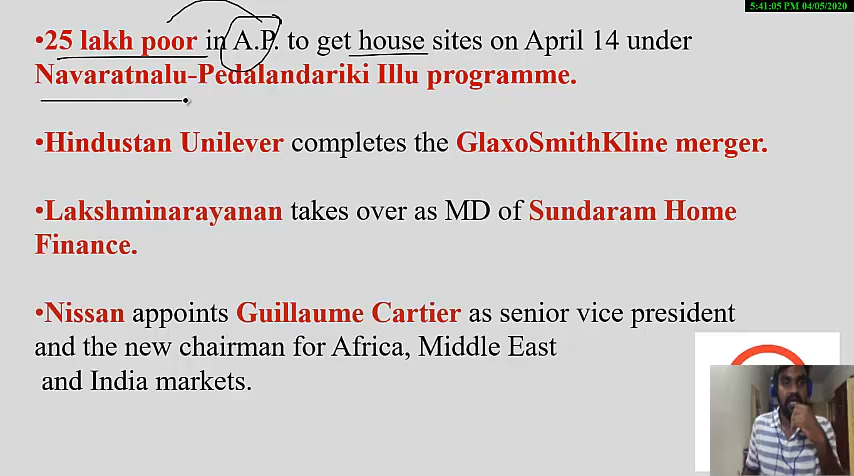 5:41:05 PM 04/05/2020
•25 lakh poor in A.P. to get house sites on April 14 under
Navaratnalu-Pedalandariki Illu programme.
•Hindustan Unilever completes the GlaxoSmithKline merger.
•Lakshminarayanan takes over as MD of Sundaram Home
Finance.
•Nissan appoints Guillaume Cartier as senior vice president
and the new chairman for Africa, Middle East
and India markets.